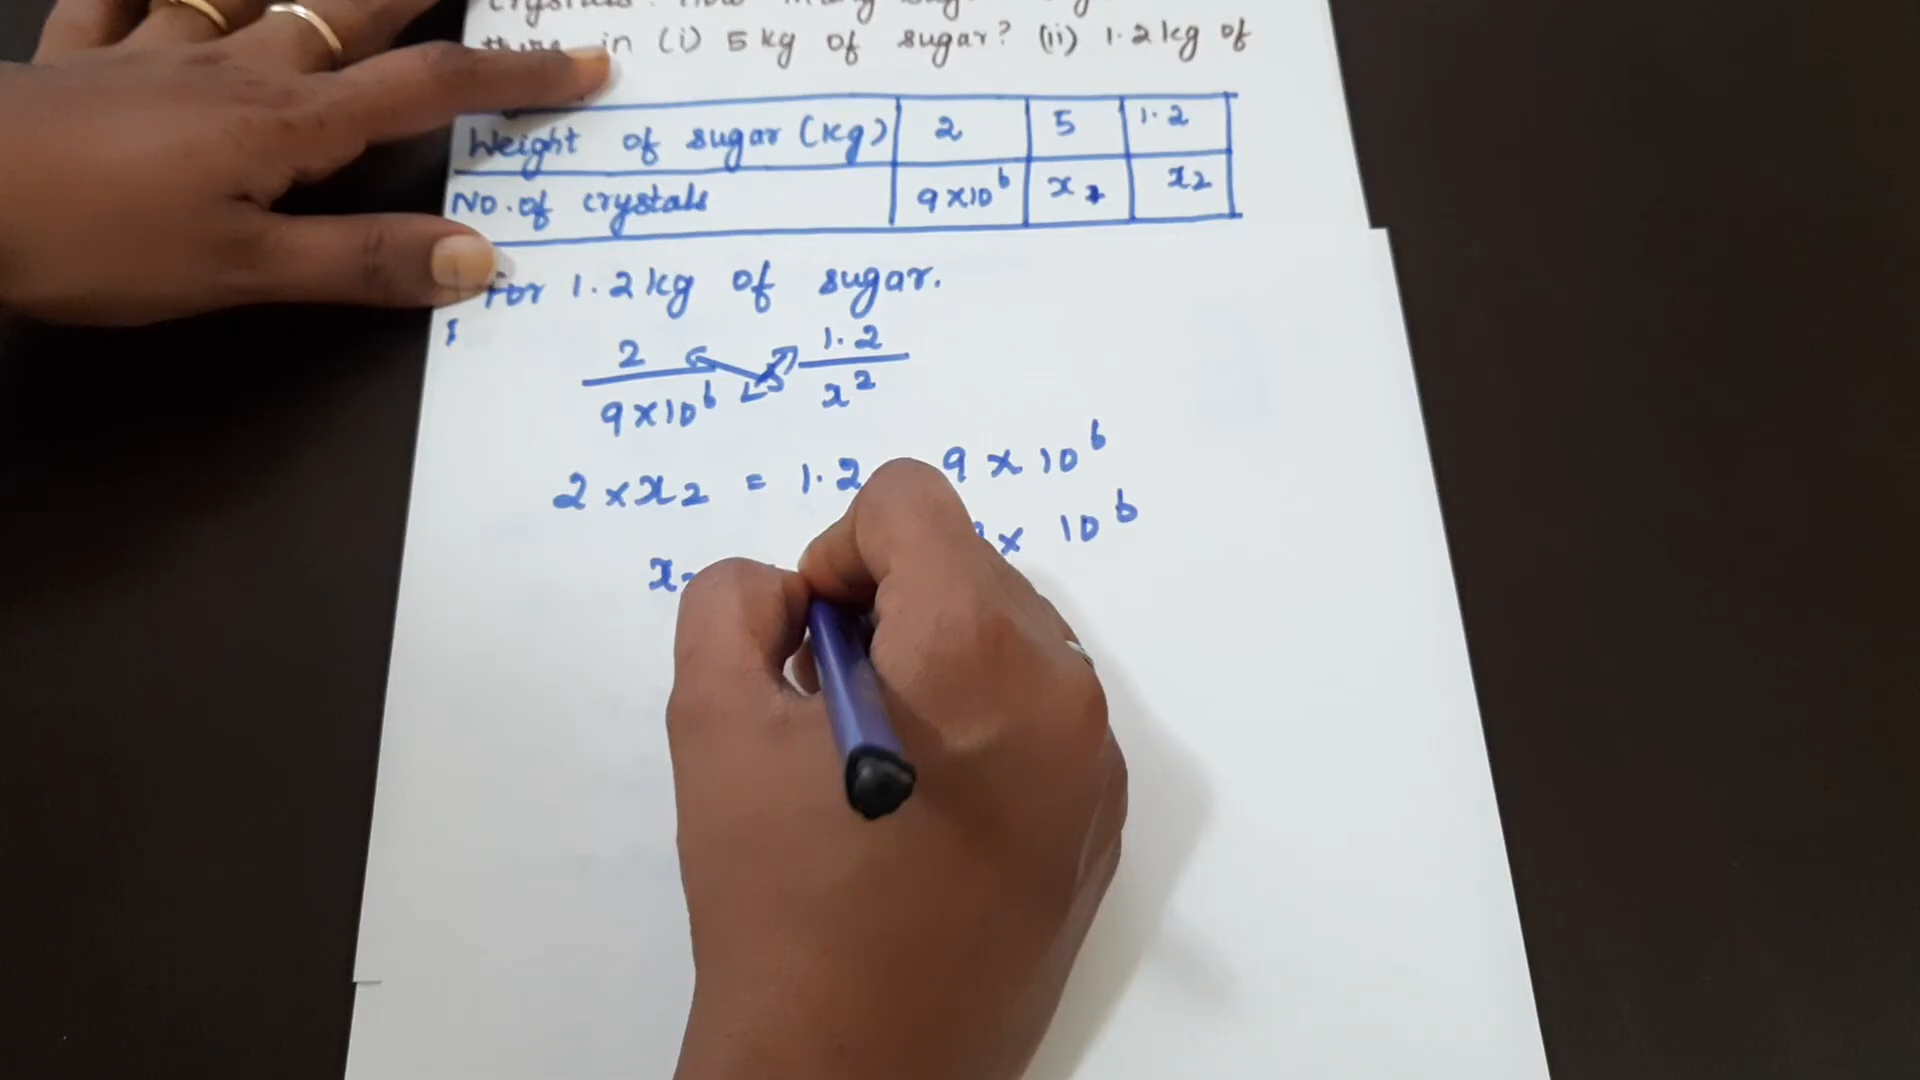 in (i) 5 kg of sugar? (ii) 1.2 kg of
Weight of sugar (kg) 2 5 1.2
No. of crystals 9×10⁶ x₁ x₂
For 1.2 kg of sugar.
2 1.2
9×10⁶ x²
2 × x₂ = 1.2 9 × 10⁶
x × 10⁶